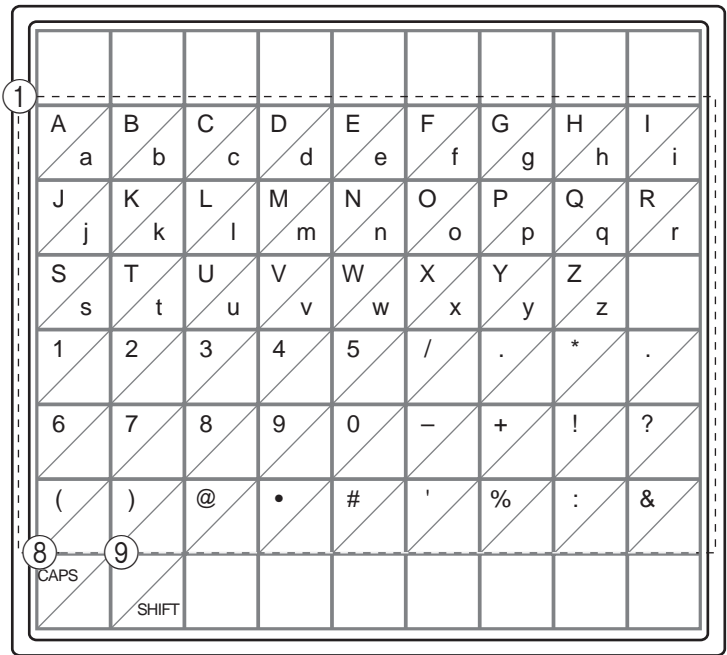 1
A a B b C c D d E e F f G g H h I i
J j K k L l M m N n O o P p Q q R r
S s T t U u V v W w X x Y y Z z
1 2 3 4 5 / . * .
6 7 8 9 0 – + ! ?
( ) @ • # ' % : &
8 9
CAPS
SHIFT